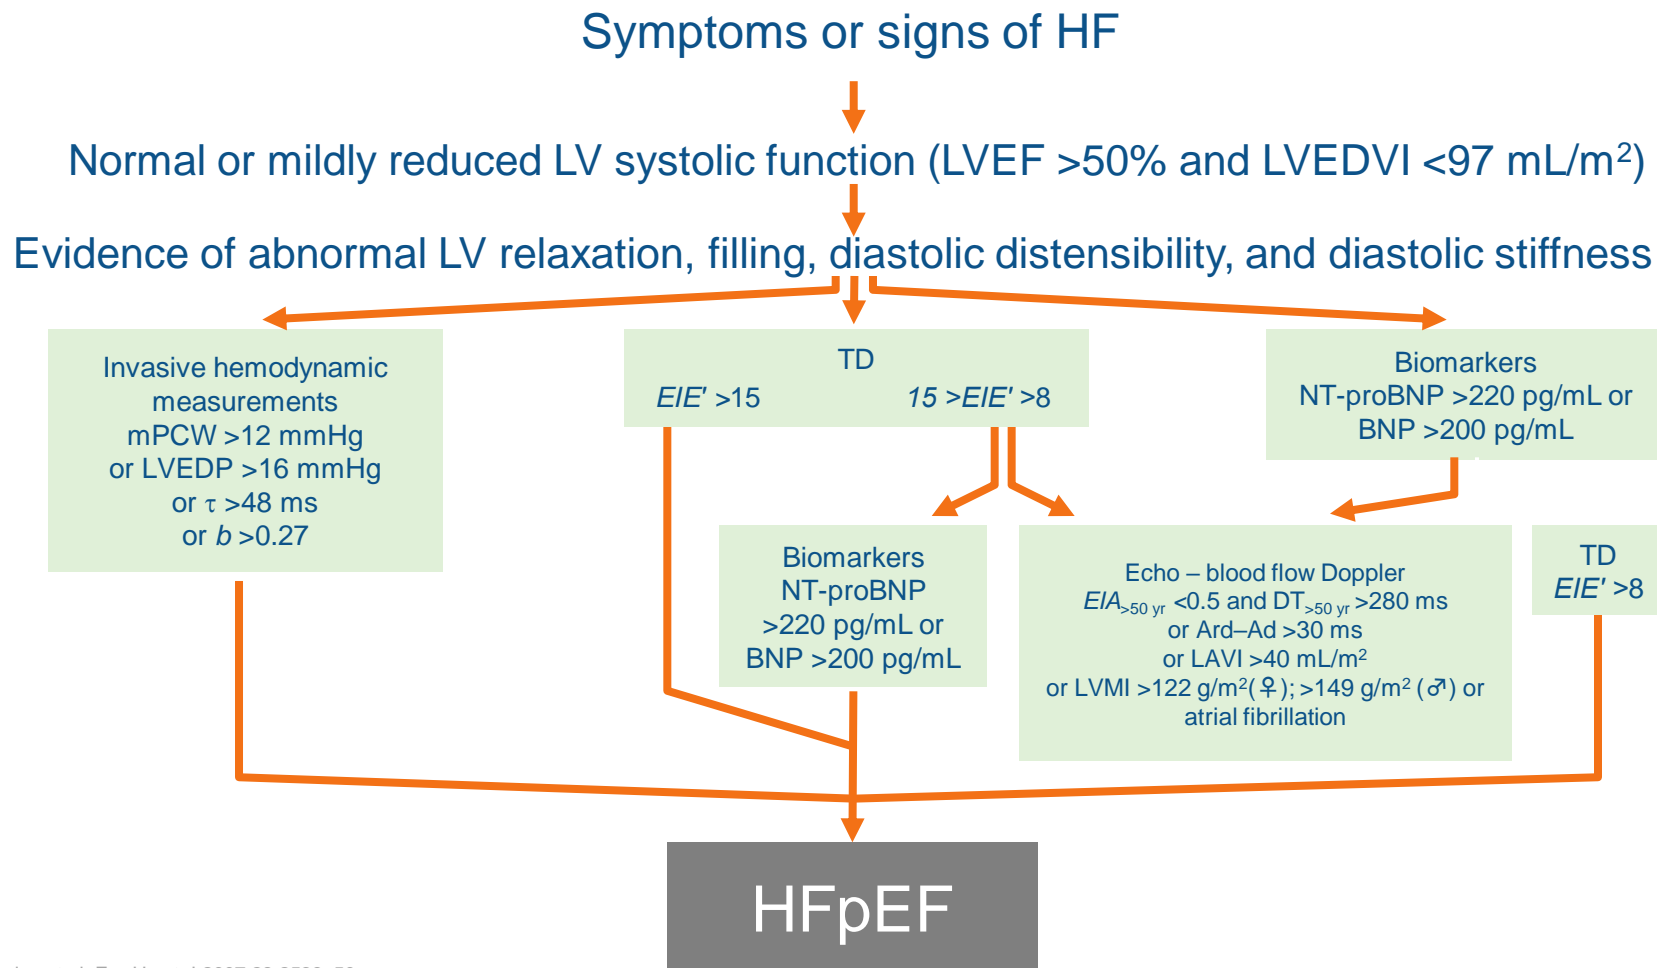 Symptoms or signs of HF
Normal or mildly reduced LV systolic function (LVEF >50% and LVEDVI <97 mL/m²)
Evidence of abnormal LV relaxation, filling, diastolic distensibility, and diastolic stiffness
Invasive hemodynamic
measurements
mPCW >12 mmHg
or LVEDP >16 mmHg
or τ >48 ms
or b >0.27
TD
EIE' >15 15 >EIE' >8
Biomarkers
NT-proBNP >220 pg/mL or
BNP >200 pg/mL
Biomarkers
NT-proBNP
>220 pg/mL or
BNP >200 pg/mL
Echo – blood flow Doppler
EIA>50 yr <0.5 and DT>50 yr >280 ms
or Ard–Ad >30 ms
or LAVI >40 mL/m²
or LVMI >122 g/m²(♀); >149 g/m² (♂) or
atrial fibrillation
TD
EIE' >8
HFpEF